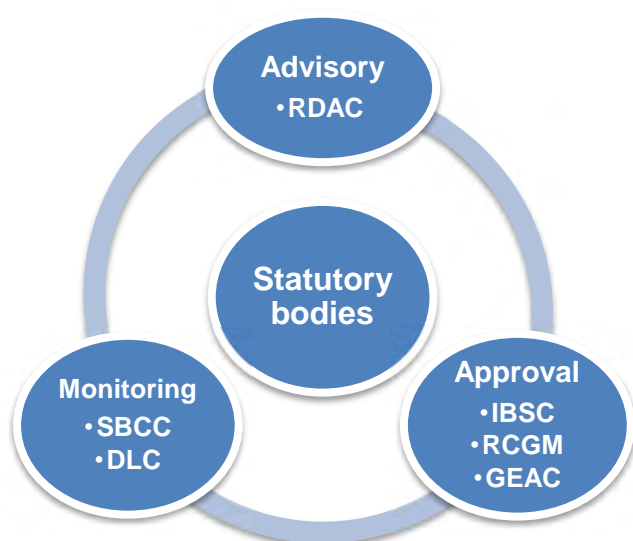 Advisory
• RDAC
Statutory
bodies
Monitoring
• SBCC
• DLC
Approval
• IBSC
• RCGM
• GEAC